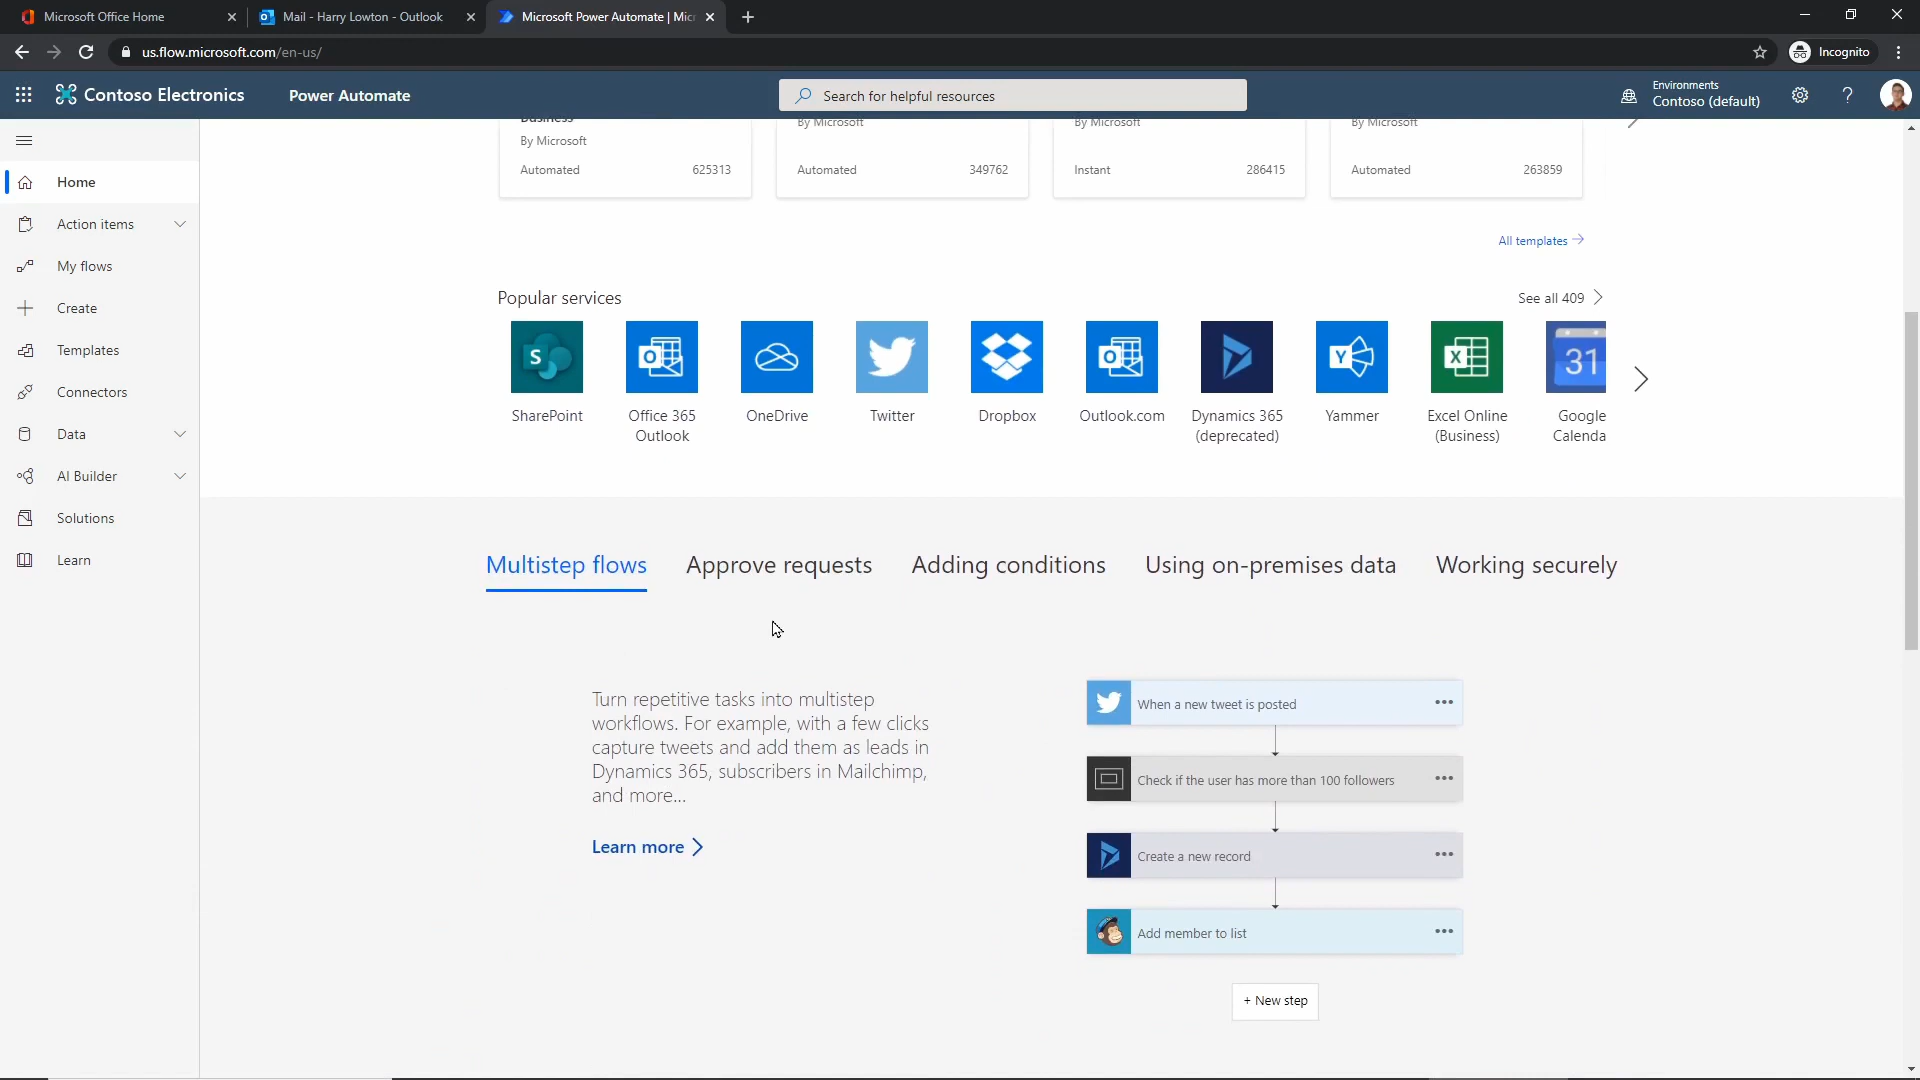 Microsoft Office Home
Mail - Harry Lowton - Outlook
Microsoft Power Automate | Mic
us.flow.microsoft.com/en-us/
Incognito
Contoso Electronics
Power Automate
Search for helpful resources
Environments
Contoso (default)
Home
Action items
My flows
Create
Templates
Connectors
Data
AI Builder
Solutions
Learn
Business
By Microsoft
Automated 625313
By Microsoft
Automated 349762
By Microsoft
Instant 286415
By Microsoft
Automated 263859
All templates
Popular services
See all 409
S
SharePoint
O
Office 365
Outlook
OneDrive
Twitter
Dropbox
O
Outlook.com
Dynamics 365
(deprecated)
Y
Yammer
X
Excel Online
(Business)
31
Google
Calenda
Multistep flows
Approve requests
Adding conditions
Using on-premises data
Working securely
Turn repetitive tasks into multistep
workflows. For example, with a few clicks
capture tweets and add them as leads in
Dynamics 365, subscribers in Mailchimp,
and more...
Learn more
When a new tweet is posted
Check if the user has more than 100 followers
Create a new record
Add member to list
+ New step